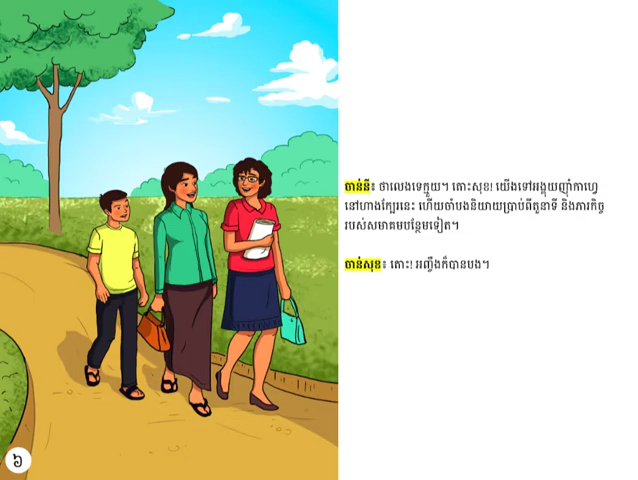 ចាន់នី៖ ថាលេងទេក្មួយ។ តោះសុខ! យើងទៅអង្គុយញ៉ាំកាហ្វេ
នៅហាងក្បែរនេះ ហើយចាំបងនិយាយប្រាប់ពីតួនាទី និងភារកិច្ច
របស់សមាគមបន្ថែមទៀត។
ចាន់សុខ៖ តោះ! អញ្ចឹងក៏បានបង។
៦